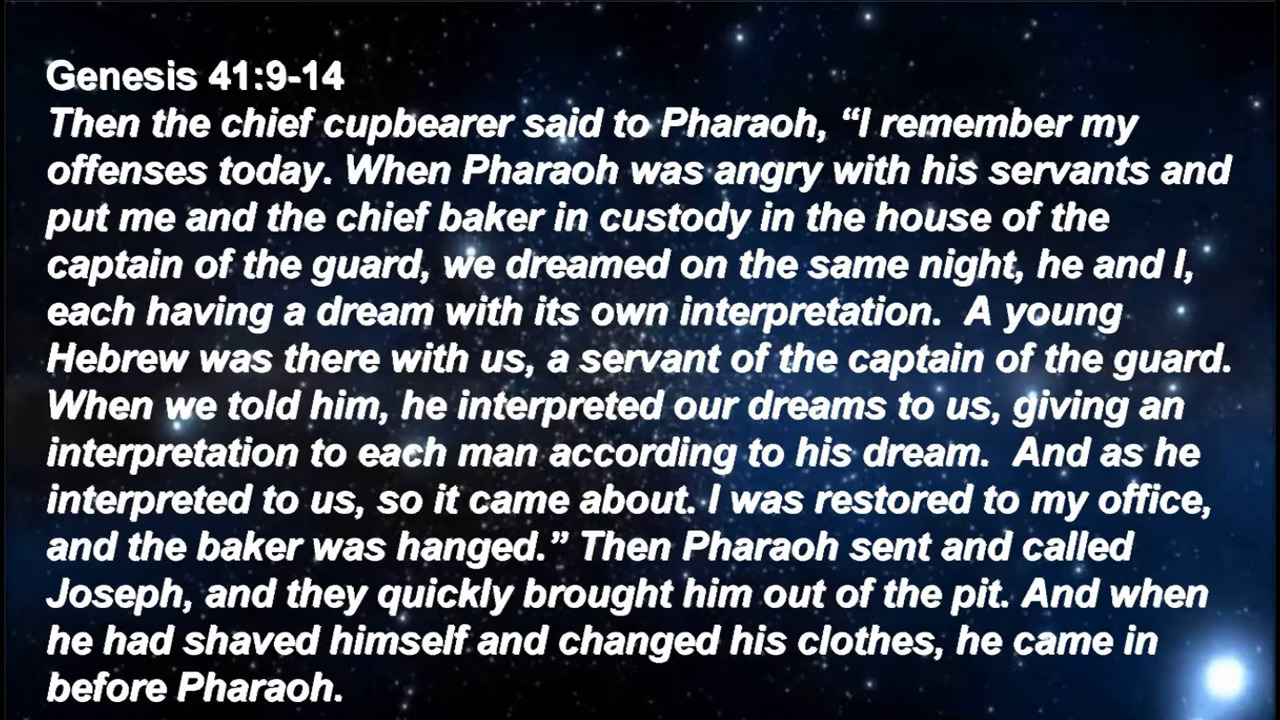 Genesis 41:9-14
Then the chief cupbearer said to Pharaoh, “I remember my
offenses today. When Pharaoh was angry with his servants and
put me and the chief baker in custody in the house of the
captain of the guard, we dreamed on the same night, he and I,
each having a dream with its own interpretation.  A young
Hebrew was there with us, a servant of the captain of the guard.
When we told him, he interpreted our dreams to us, giving an
interpretation to each man according to his dream.  And as he
interpreted to us, so it came about. I was restored to my office,
and the baker was hanged.” Then Pharaoh sent and called
Joseph, and they quickly brought him out of the pit. And when
he had shaved himself and changed his clothes, he came in
before Pharaoh.